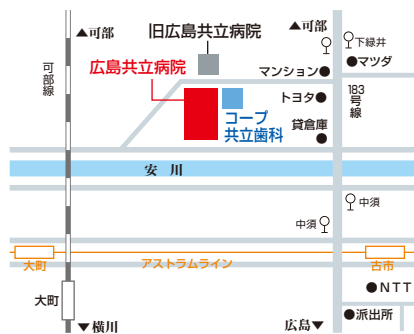 ▲可部
旧広島共立病院
▲可部
下緑井
広島共立病院
マンション●
●マツダ
可部線
トヨタ●
183号線
コープ
共立歯科
貸倉庫
●
安 川
中須
中須
大町
アストラムライン
古市
大町
●NTT
●派出所
▼横川
広島▼